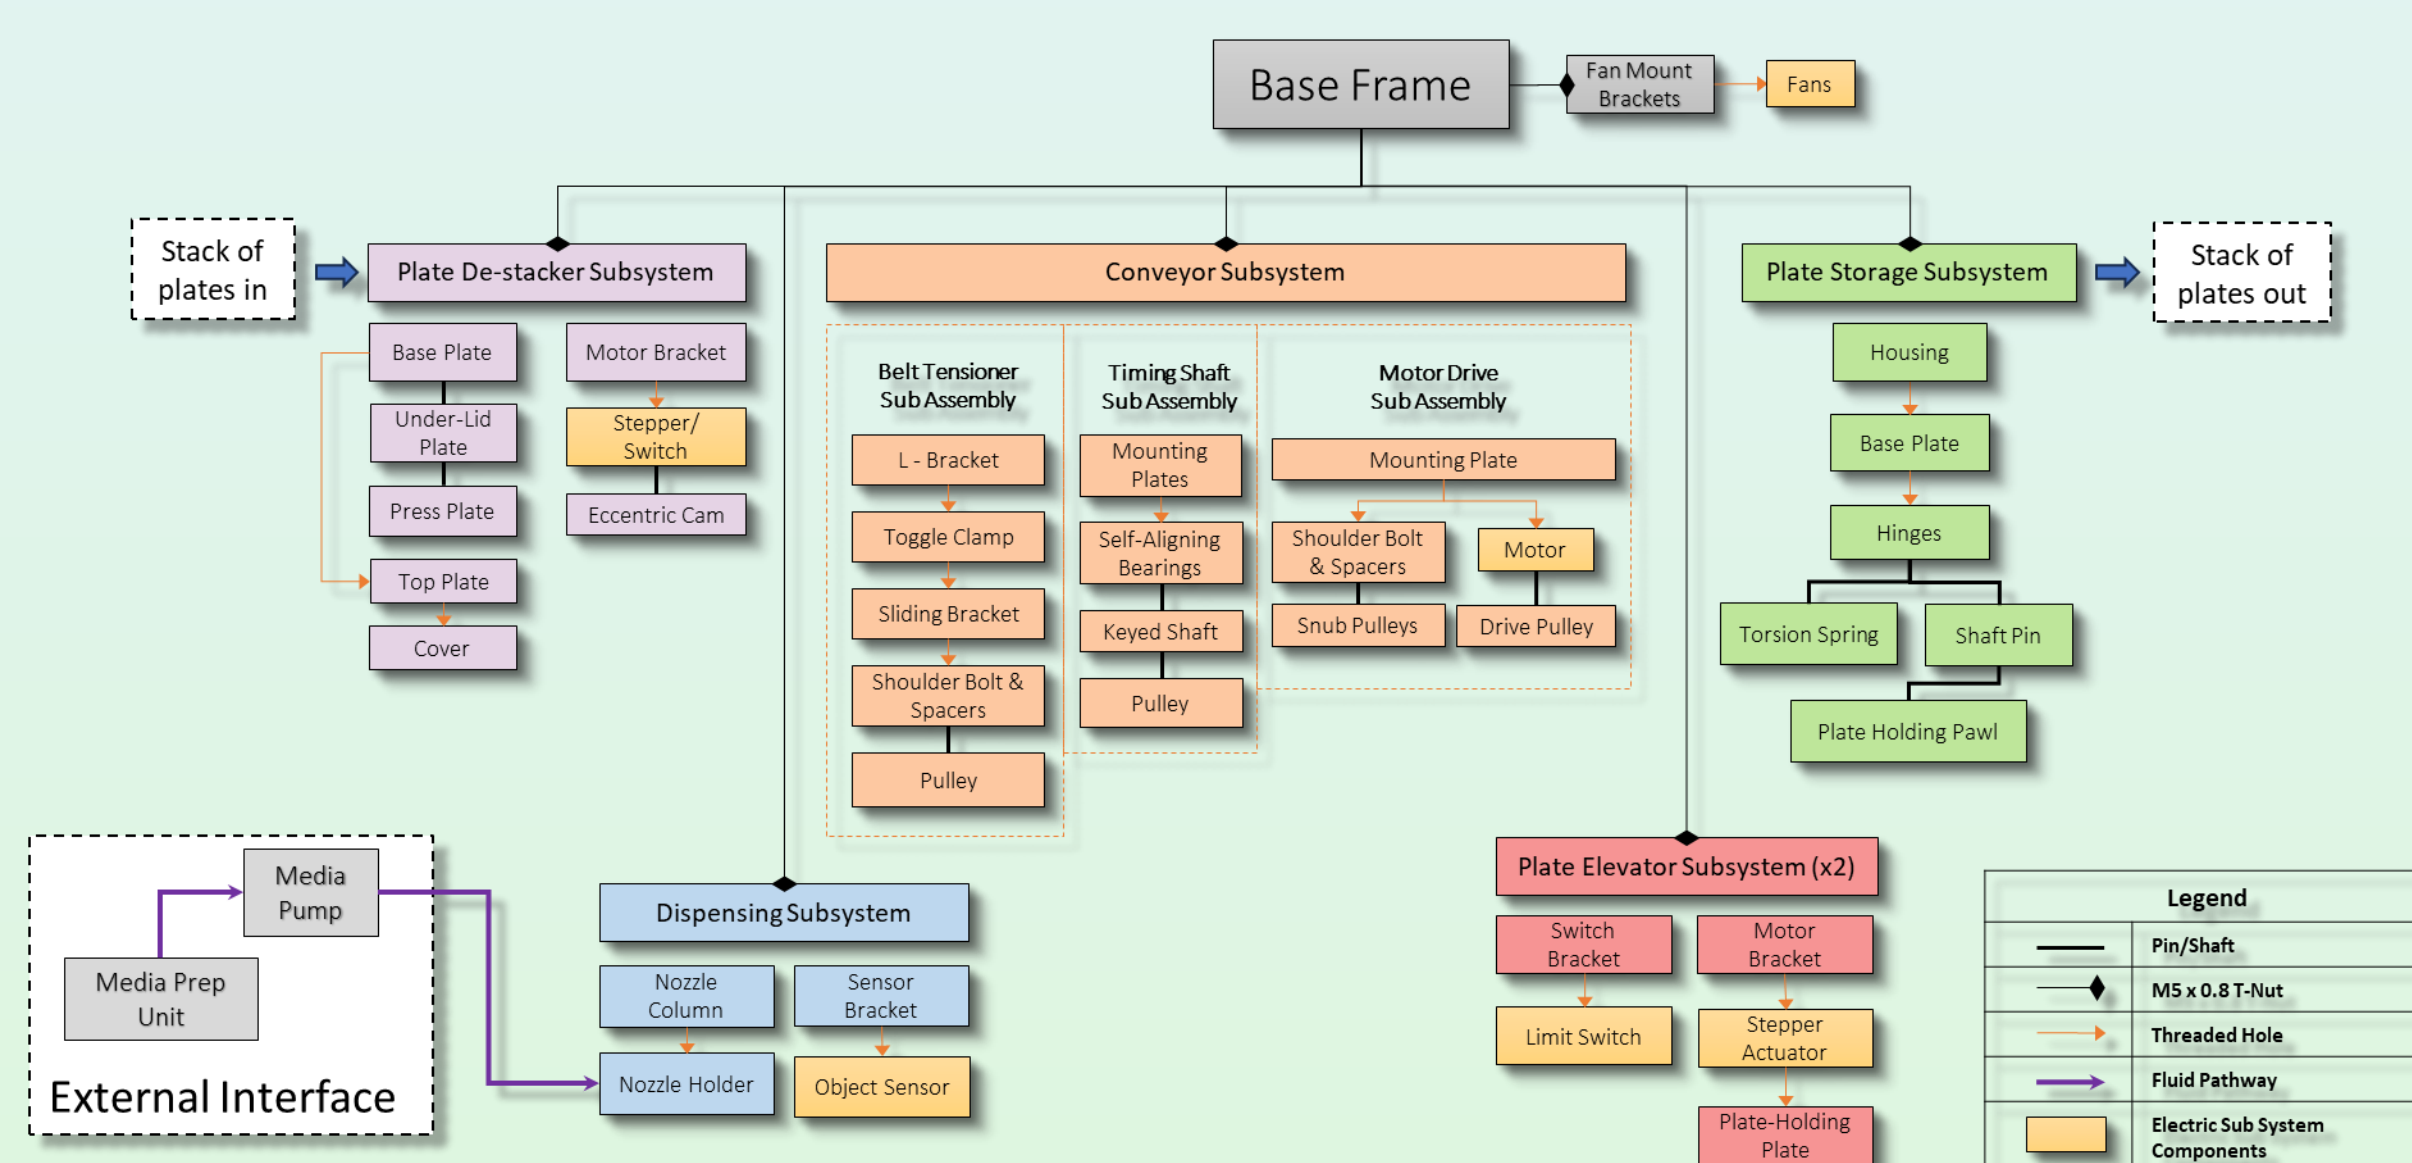 Base Frame
Fan Mount
Brackets
Fans
Stack of
plates in
Plate De-stacker Subsystem
Conveyor Subsystem
Plate Storage Subsystem
Stack of
plates out
Base Plate
Under-Lid
Plate
Press Plate
Top Plate
Cover
Motor Bracket
Stepper/
Switch
Eccentric Cam
Belt Tensioner
Sub Assembly
L - Bracket
Toggle Clamp
Sliding Bracket
Shoulder Bolt &
Spacers
Pulley
Timing Shaft
Sub Assembly
Mounting
Plates
Self-Aligning
Bearings
Keyed Shaft
Pulley
Motor Drive
Sub Assembly
Mounting Plate
Shoulder Bolt
& Spacers
Snub Pulleys
Motor
Drive Pulley
Housing
Base Plate
Hinges
Torsion Spring
Shaft Pin
Plate Holding Pawl
Media
Pump
Media Prep
Unit
External Interface
Dispensing Subsystem
Nozzle
Column
Nozzle Holder
Sensor
Bracket
Object Sensor
Plate Elevator Subsystem (x2)
Switch
Bracket
Limit Switch
Motor
Bracket
Stepper
Actuator
Plate-Holding
Plate
Legend
Pin/Shaft
M5 x 0.8 T-Nut
Threaded Hole
Fluid Pathway
Electric Sub System
Components